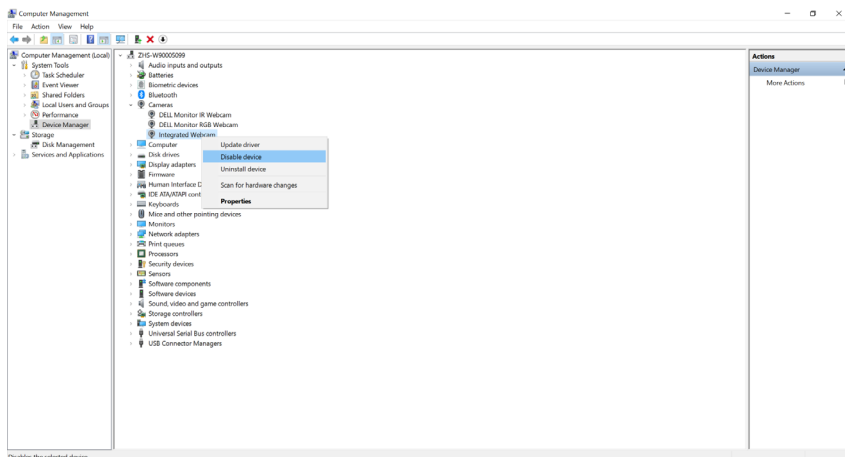 Computer Management
File Action View Help
Computer Management (Local)
System Tools
Task Scheduler
Event Viewer
Shared Folders
Local Users and Groups
Performance
Device Manager
Storage
Disk Management
Services and Applications
ZHS-W90005099
Audio inputs and outputs
Batteries
Biometric devices
Bluetooth
Cameras
DELL Monitor IR Webcam
DELL Monitor RGB Webcam
Integrated Webcam
Computer
Disk drives
Display adapters
Firmware
Human Interface D
IDE ATA/ATAPI cont
Keyboards
Mice and other pointing devices
Monitors
Network adapters
Print queues
Processors
Security devices
Sensors
Software components
Software devices
Sound, video and game controllers
Storage controllers
System devices
Universal Serial Bus controllers
USB Connector Managers
Update driver
Disable device
Uninstall device
Scan for hardware changes
Properties
Actions
Device Manager
More Actions
Disables the selected device